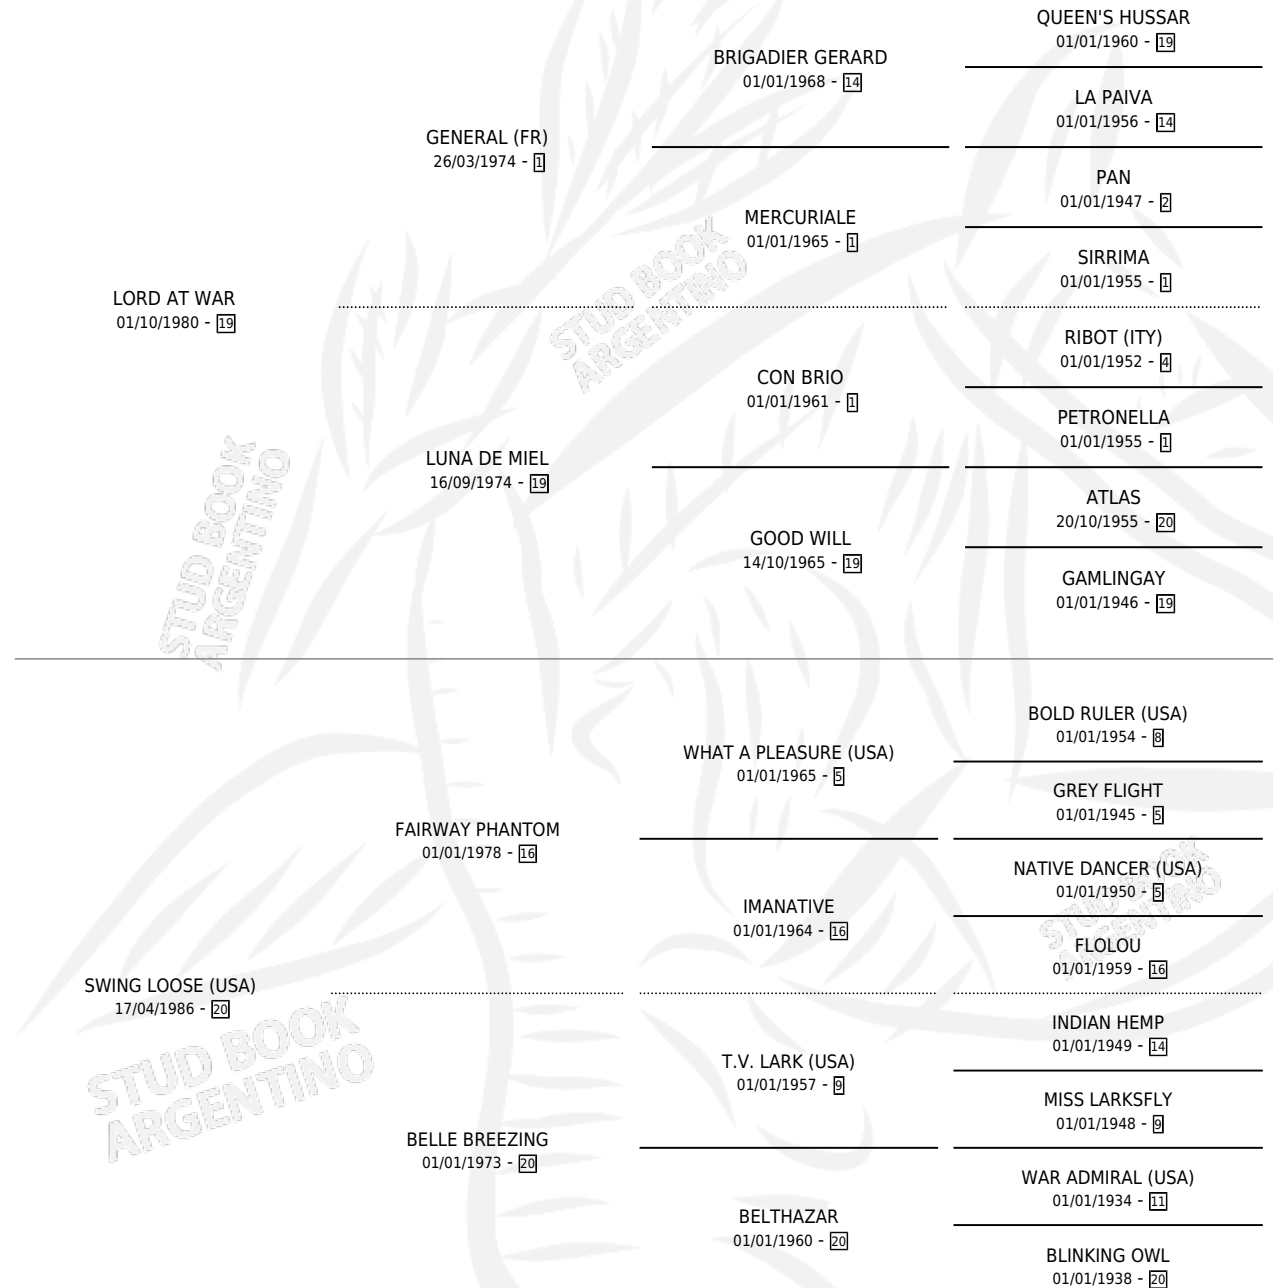 QUEEN'S HUSSAR
01/01/1960 - 19
BRIGADIER GERARD
01/01/1968 - 14
LA PAIVA
01/01/1956 - 14
GENERAL (FR)
26/03/1974 - 1
PAN
01/01/1947 - 2
MERCURIALE
01/01/1965 - 1
SIRRIMA
01/01/1955 - 1
LORD AT WAR
01/10/1980 - 19
STUD BOOK
ARGENTINO
RIBOT (ITY)
01/01/1952 - 4
CON BRIO
01/01/1961 - 1
PETRONELLA
01/01/1955 - 1
LUNA DE MIEL
16/09/1974 - 19
ATLAS
20/10/1955 - 20
GOOD WILL
14/10/1965 - 19
GAMLINGAY
01/01/1946 - 19
STUD BOOK
ARGENTINO
BOLD RULER (USA)
01/01/1954 - 8
WHAT A PLEASURE (USA)
01/01/1965 - 5
GREY FLIGHT
01/01/1945 - 5
FAIRWAY PHANTOM
01/01/1978 - 16
NATIVE DANCER (USA)
01/01/1950 - 5
IMANATIVE
01/01/1964 - 16
STUD BOOK
ARGENTINO
FLOLOU
01/01/1959 - 16
SWING LOOSE (USA)
17/04/1986 - 20
STUD BOOK
ARGENTINO
INDIAN HEMP
01/01/1949 - 14
T.V. LARK (USA)
01/01/1957 - 9
MISS LARKSFLY
01/01/1948 - 9
BELLE BREEZING
01/01/1973 - 20
WAR ADMIRAL (USA)
01/01/1934 - 11
BELTHAZAR
01/01/1960 - 20
BLINKING OWL
01/01/1938 - 20